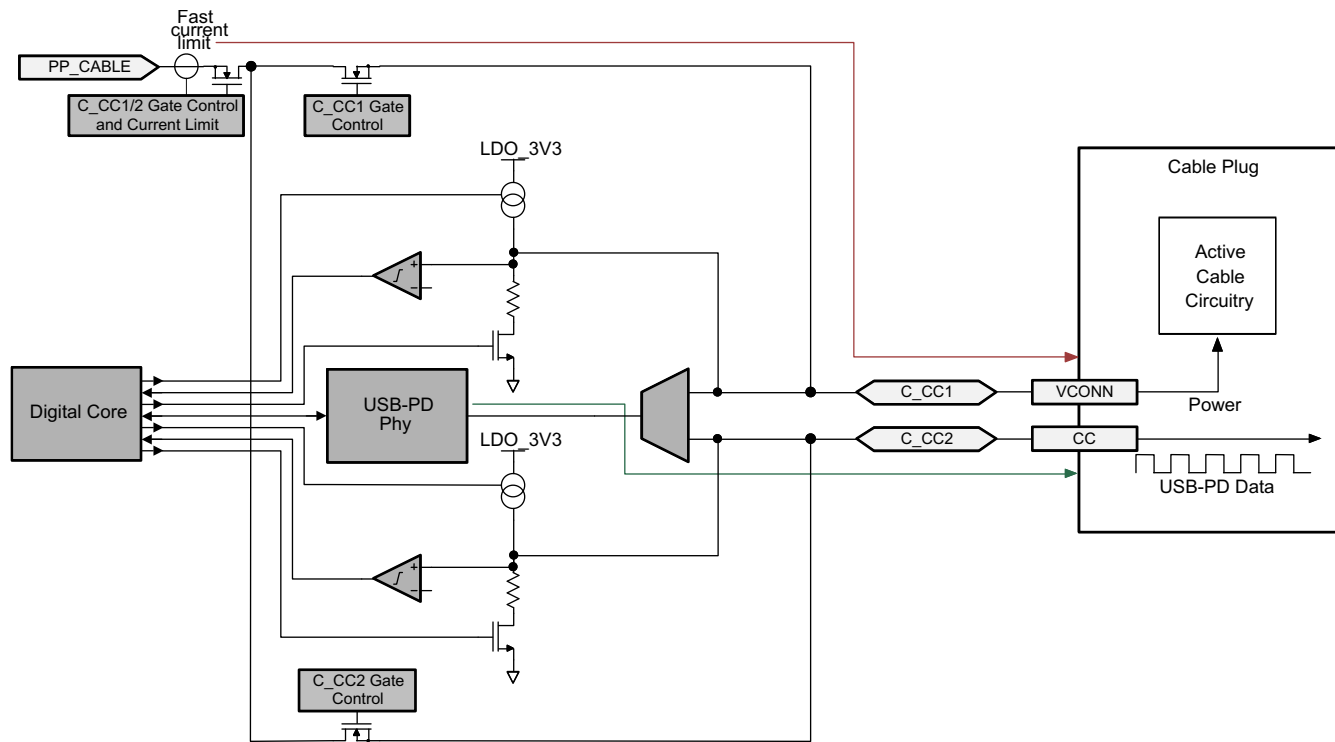 Fast
current
limit
PP_CABLE
C_CC1/2 Gate Control
and Current Limit
C_CC1 Gate
Control
LDO_3V3
Cable Plug
Active
Cable
Circuitry
+
−
Digital Core
USB-PD
Phy
C_CC1
VCONN
Power
LDO_3V3
C_CC2
CC
USB-PD Data
+
−
C_CC2 Gate
Control